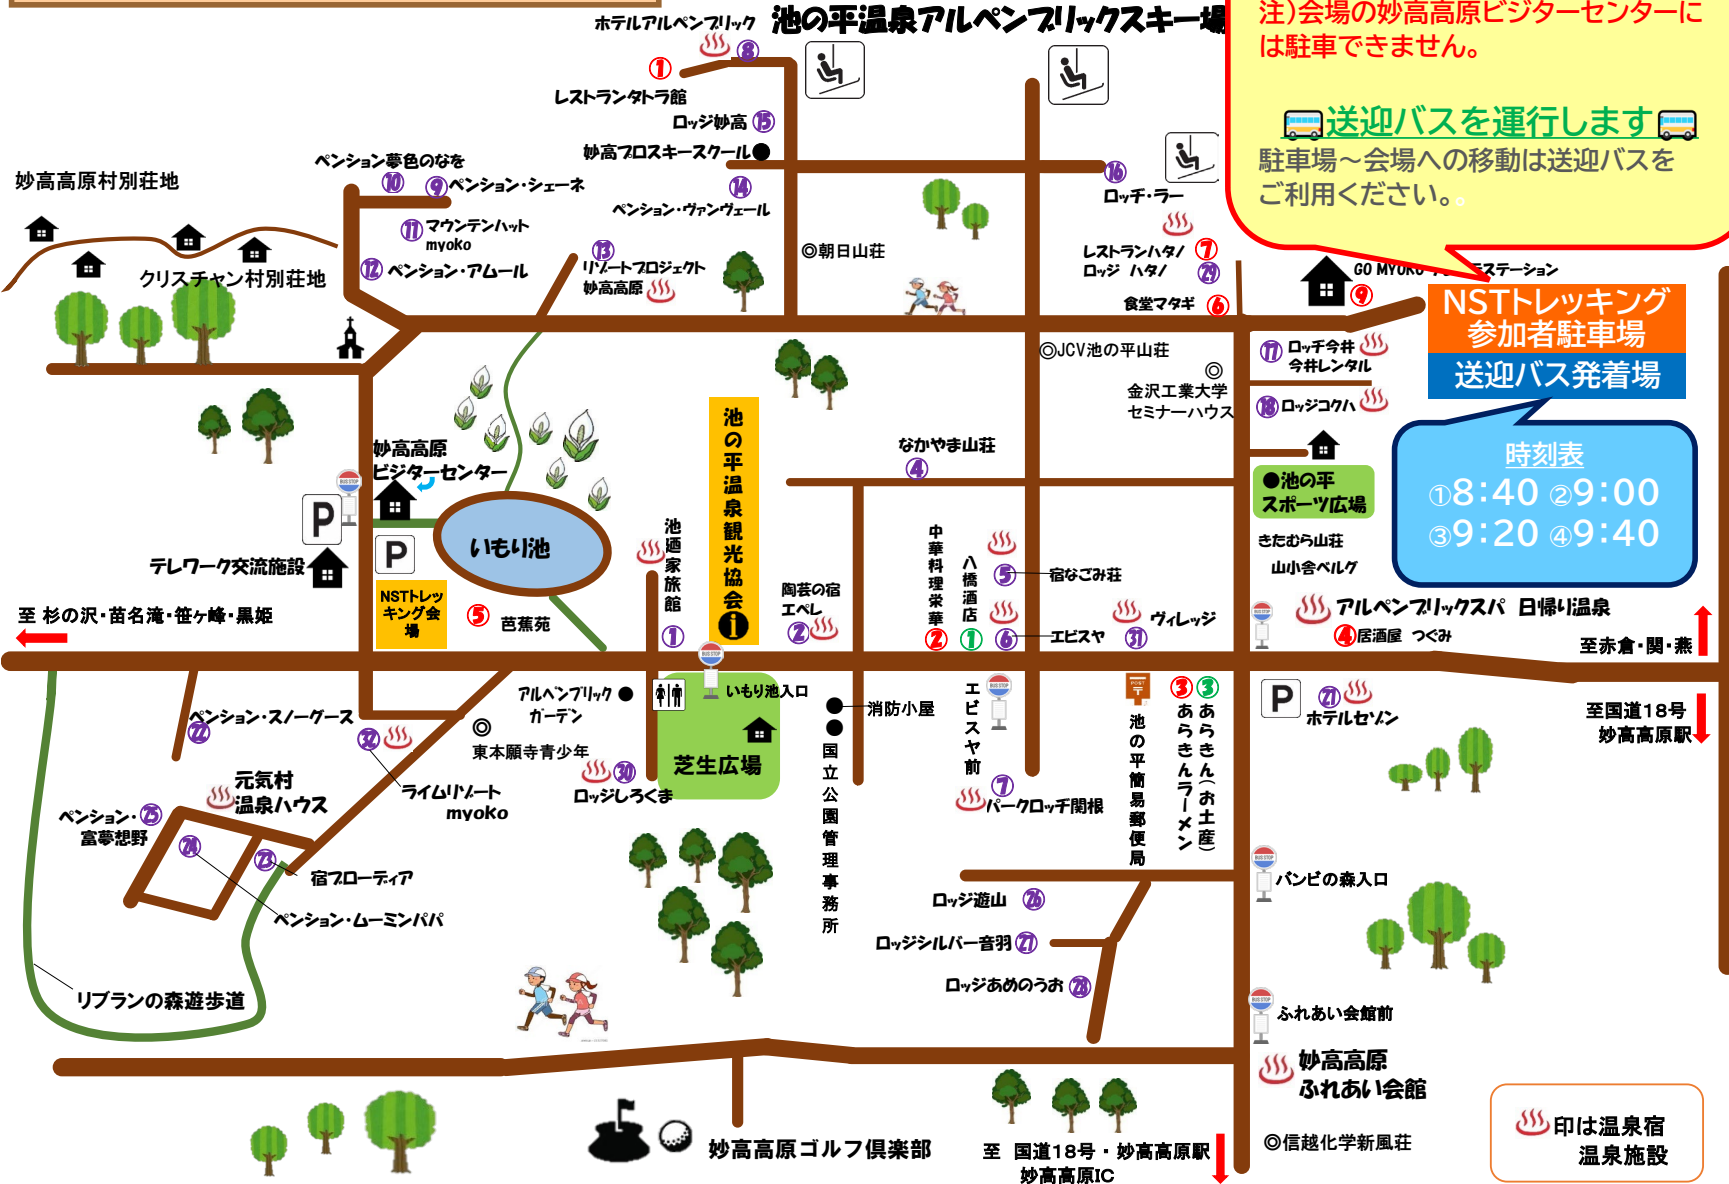 ホテルアルペンブリック
⑧
池の平温泉アルペンブリックスキー場
注)会場の妙高高原ビジターセンターに
は駐車できません。
送迎バスを運行します
駐車場～会場への移動は送迎バスを
ご利用ください。
①
レストランタトラ館
ロッジ妙高 ⑮
妙高プロスキースクール●
ペンション夢色のなを
⑩
⑨ペンション・シェーネ
妙高高原村別荘地
⑭
ペンション・ヴァンヴェール
⑯
ロッヂ・ラー
⑪マウンテンハット
myoko
クリスチャン村別荘地
⑫ ペンション・アムール
⑬
リゾートプロジェクト
妙高高原
◎朝日山荘
レストランハタノ ⑦
ロッジ ハタノ ㉙
食堂マタギ ⑥
GO MYOKO
ステーション
⑨
NSTトレッキング
参加者駐車場
送迎バス発着場
◎JCV池の平山荘
◎
金沢工業大学
セミナーハウス
⑰ ロッヂ今井
今井レンタル
⑱ロッジコクハ
時刻表
①8:40 ②9:00
③9:20 ④9:40
妙高高原
ビジターセンター
BUS STOP
P
P
いもり池
テレワーク交流施設
NSTトレッ
キング会
場
⑤ 芭蕉苑
池廼家旅館
①
池の平温泉観光協会
i
陶芸の宿
エペレ
②
なかやま山荘
④
中華料理栄華
②
八橋酒店
①
⑤ 宿なごみ荘
⑥ エビスヤ
ヴィレッジ
㉛
●池の平
スポーツ広場
きたむら山荘
山小舎ベルグ
BUS STOP
アルペンブリックスパ 日帰り温泉
④居酒屋 つぐみ
至赤倉・関・燕
至 杉の沢・苗名滝・笹ヶ峰・黒姫
BUS STOP
いもり池入口
アルペンブリック ●
ガーデン
芝生広場
●消防小屋
●
国立公園管理事務所
BUS STOP
エビスヤ前
⑦
パークロッヂ関根
POST
〒
池の平簡易郵便局
③
あらきんラーメン
③
あらきん(お土産)
P
㉑
ホテルセゾン
至国道18号
妙高高原駅
ペンション・スノーグース
㉒
㉜
◎
東本願寺青少年
㉚
ロッジしろくま
ライムリゾート
myoko
元気村
温泉ハウス
ペンション・㉕
富夢想野
㉔
㉓
宿ブローディア
ペンション・ムーミンパパ
リブランの森遊歩道
ロッジ遊山 ㉖
ロッジシルバー音羽㉗
ロッジあめのうお ㉘
BUS STOP
バンビの森入口
BUS STOP
ふれあい会館前
妙高高原
ふれあい会館
◎信越化学新風荘
妙高高原ゴルフ倶楽部
至 国道18号・妙高高原駅
妙高高原IC
印は温泉宿
温泉施設